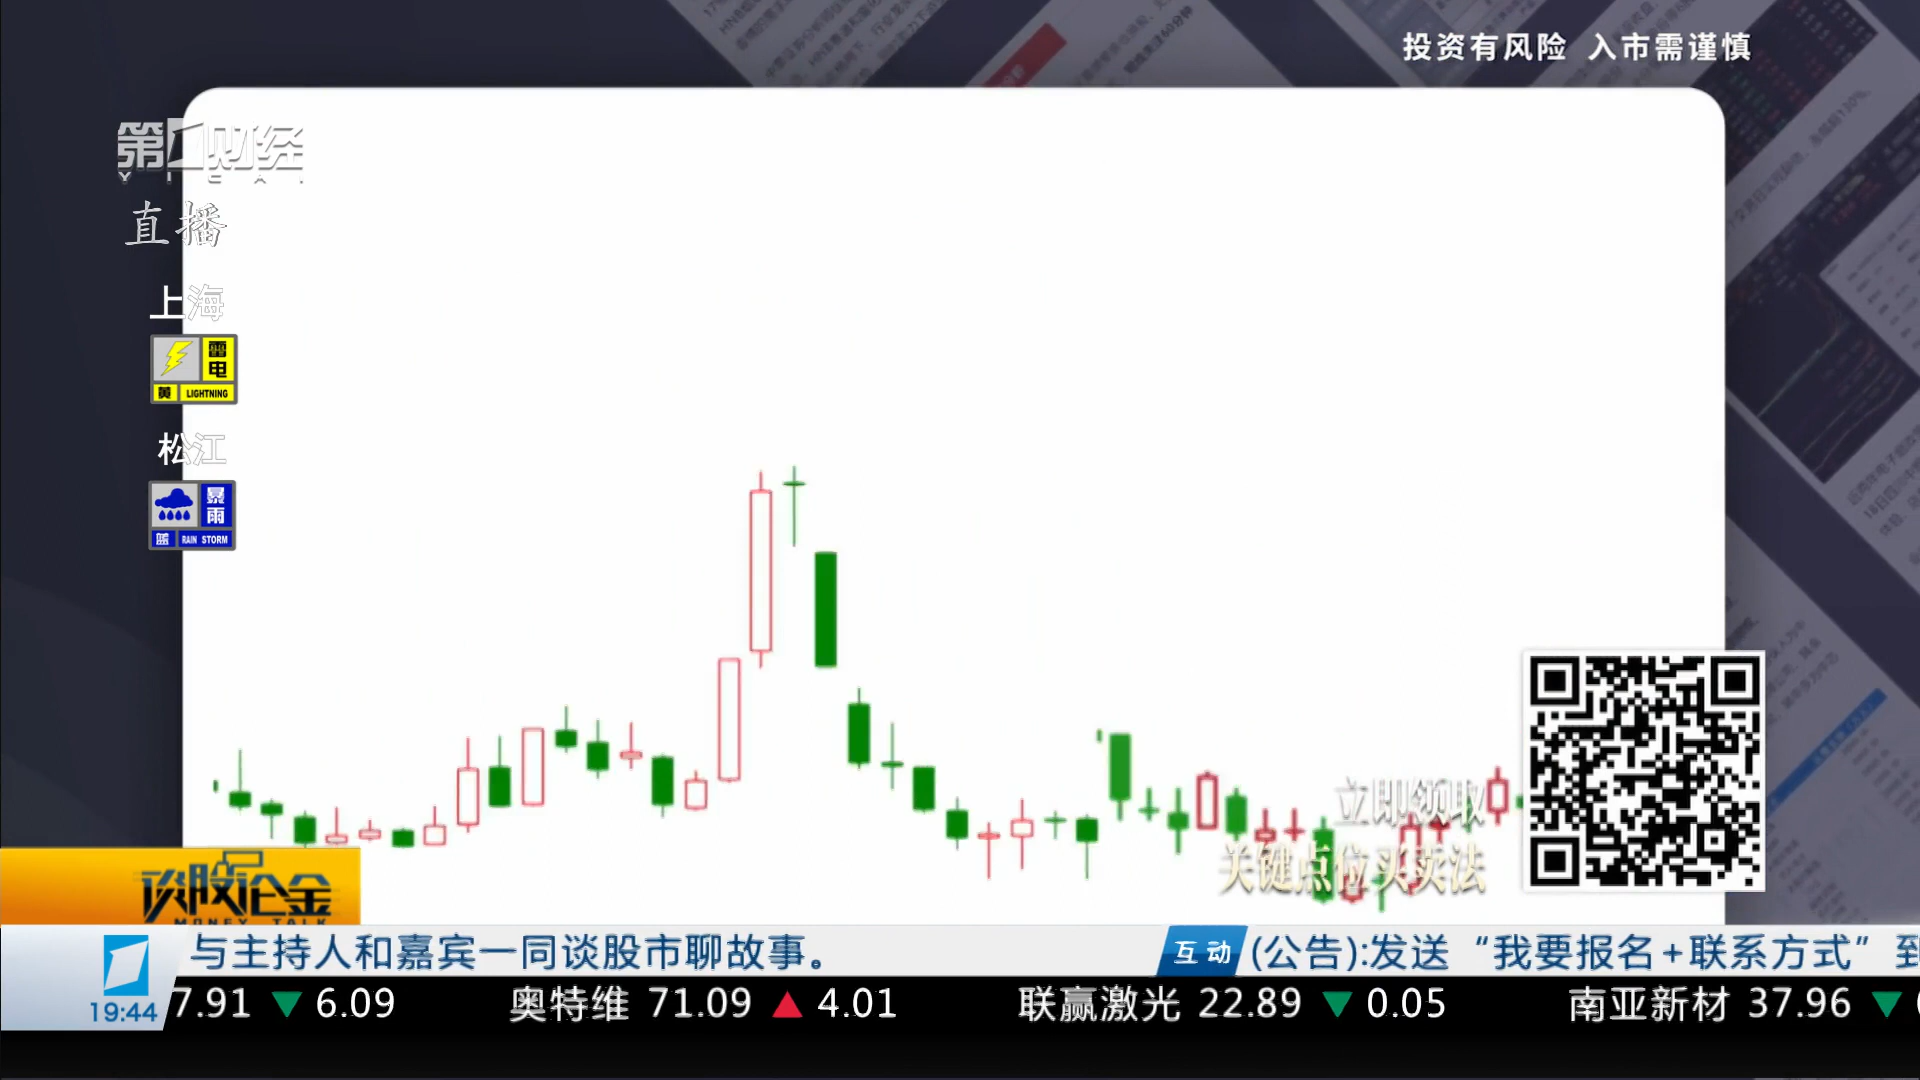 投资有风险 入市需谨慎
第一财经
YICAI
直播
上海
雷电
黄 LIGHTNING
松江
暴雨
蓝 RAIN STORM
立即领取
关键点位买卖法
谈股论金
MONEY TALK
与主持人和嘉宾一同谈股市聊故事。 互动 (公告):发送“我要报名+联系方式” 到
19:44 7.91 ▼ 6.09 奥特维 71.09 ▲ 4.01 联赢激光 22.89 ▼ 0.05 南亚新材 37.96 ▼